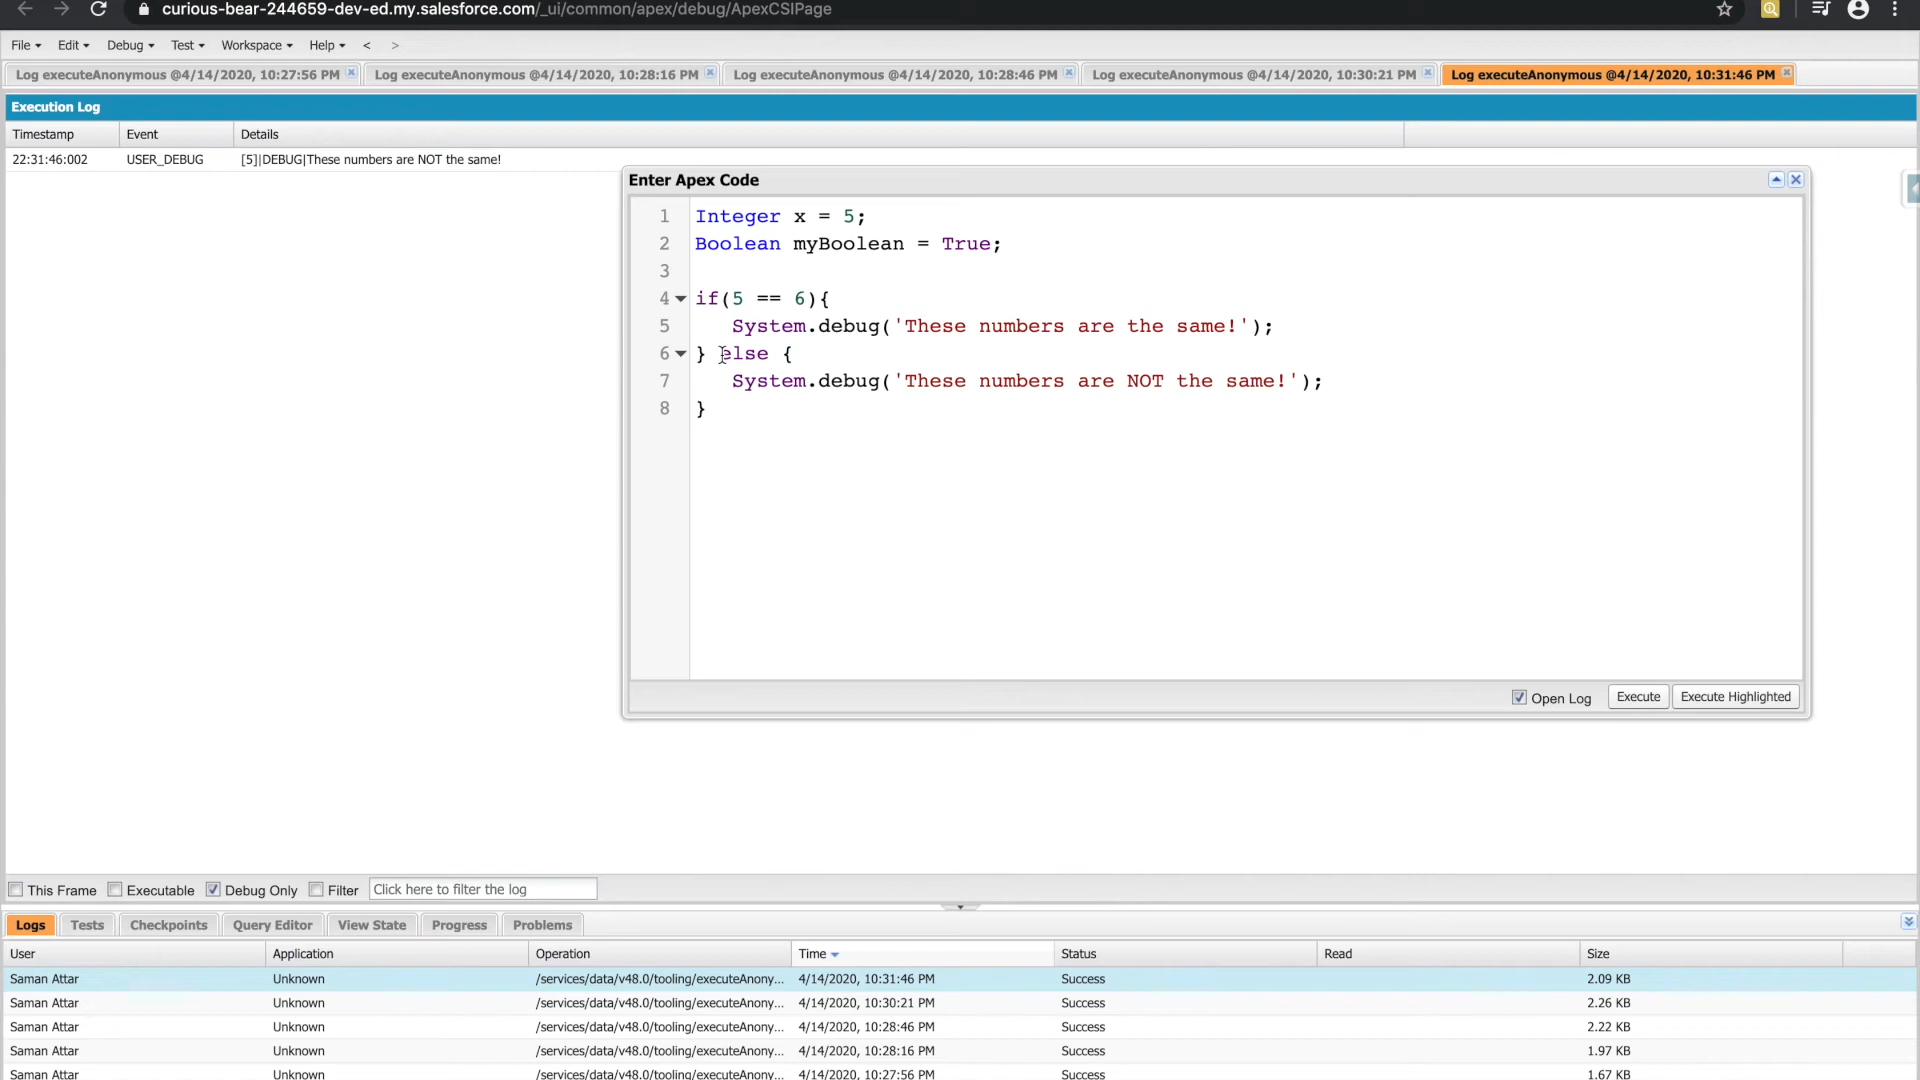 curious-bear-244659-dev-ed.my.salesforce.com/_ui/common/apex/debug/ApexCSIPage
File Edit Debug Test Workspace Help < >
Log executeAnonymous @4/14/2020, 10:27:56 PM Log executeAnonymous @4/14/2020, 10:28:16 PM Log executeAnonymous @4/14/2020, 10:28:46 PM Log executeAnonymous @4/14/2020, 10:30:21 PM Log executeAnonymous @4/14/2020, 10:31:46 PM
Execution Log
Timestamp Event Details
22:31:46:002 USER_DEBUG [5]|DEBUG|These numbers are NOT the same!
Enter Apex Code
1 Integer x = 5;
2 Boolean myBoolean = True;
3
4 if(5 == 6){
5 System.debug('These numbers are the same!');
6 } else {
7 System.debug('These numbers are NOT the same!');
8 }
Open Log Execute Execute Highlighted
This Frame Executable Debug Only Filter Click here to filter the log
Logs Tests Checkpoints Query Editor View State Progress Problems
User Application Operation Time Status Read Size
Saman Attar Unknown /services/data/v48.0/tooling/executeAnony... 4/14/2020, 10:31:46 PM Success 2.09 KB
Saman Attar Unknown /services/data/v48.0/tooling/executeAnony... 4/14/2020, 10:30:21 PM Success 2.26 KB
Saman Attar Unknown /services/data/v48.0/tooling/executeAnony... 4/14/2020, 10:28:46 PM Success 2.22 KB
Saman Attar Unknown /services/data/v48.0/tooling/executeAnony... 4/14/2020, 10:28:16 PM Success 1.97 KB
Saman Attar Unknown /services/data/v48.0/tooling/executeAnony... 4/14/2020, 10:27:56 PM Success 1.67 KB